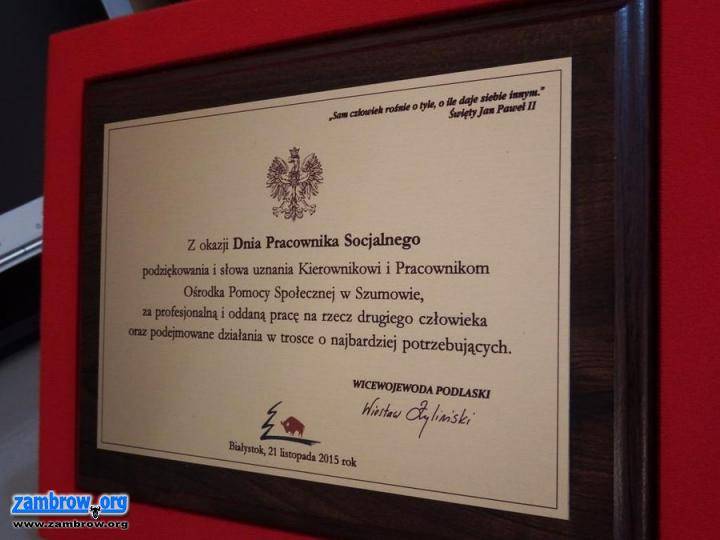 „Sam człowiek rośnie o tyle, o ile daje siebie innym."
Święty Jan Paweł II
Z okazji Dnia Pracownika Socjalnego
podziękowania i słowa uznania Kierownikowi i Pracownikom
Ośrodka Pomocy Społecznej w Szumowie,
za profesjonalną i oddaną pracę na rzecz drugiego człowieka
oraz podejmowane działania w trosce o najbardziej potrzebujących.
WICEWOJEWODA PODLASKI
Wiesław Żyliński
Białystok, 21 listopada 2015 rok
zambrow.org
www.zambrow.org